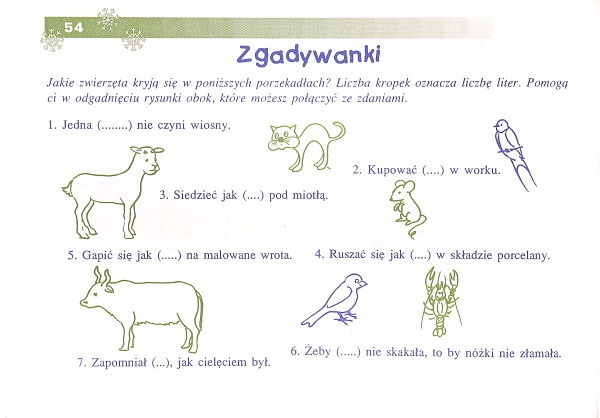 54
Zgadywanki
Jakie zwierzęta kryją się w poniższych porzekadłach? Liczba kropek oznacza liczbę liter. Pomogą
ci w odgadnięciu rysunki obok, które możesz połączyć ze zdaniami.
1. Jedna (........) nie czyni wiosny.
2. Kupować (....) w worku.
3. Siedzieć jak (....) pod miotłą.
5. Gapić się jak (.....) na malowane wrota.
4. Ruszać się jak (....) w składzie porcelany.
6. Żeby (.....) nie skakała, to by nóżki nie złamała.
7. Zapomniał (...), jak cielęciem był.